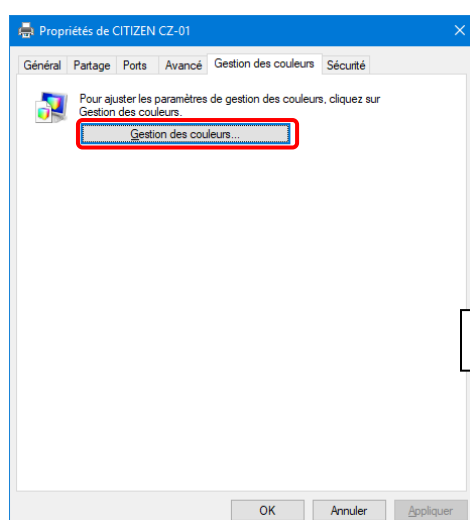 Propriétés de CITIZEN CZ-01
Général Partage Ports Avancé Gestion des couleurs Sécurité
Pour ajuster les paramètres de gestion des couleurs, cliquez sur
Gestion des couleurs.
Gestion des couleurs...
OK Annuler Appliquer